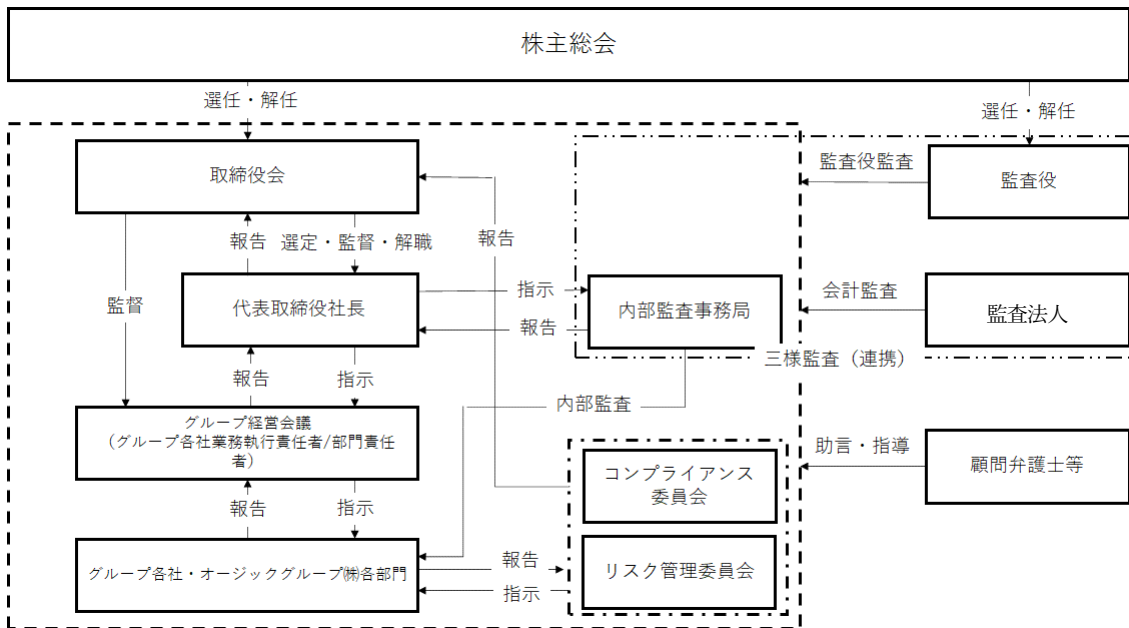 株主総会
選任・解任
選任・解任
取締役会
監査役監査
監査役
報告
選定・監督・解職
報告
監督
代表取締役社長
指示
報告
内部監査事務局
会計監査
監査法人
三様監査（連携）
報告
指示
内部監査
グループ経営会議
（グループ各社業務執行責任者/部門責任
者）
助言・指導
顧問弁護士等
コンプライアンス
委員会
報告
指示
グループ各社・オージックグループ㈱各部門
報告
指示
リスク管理委員会